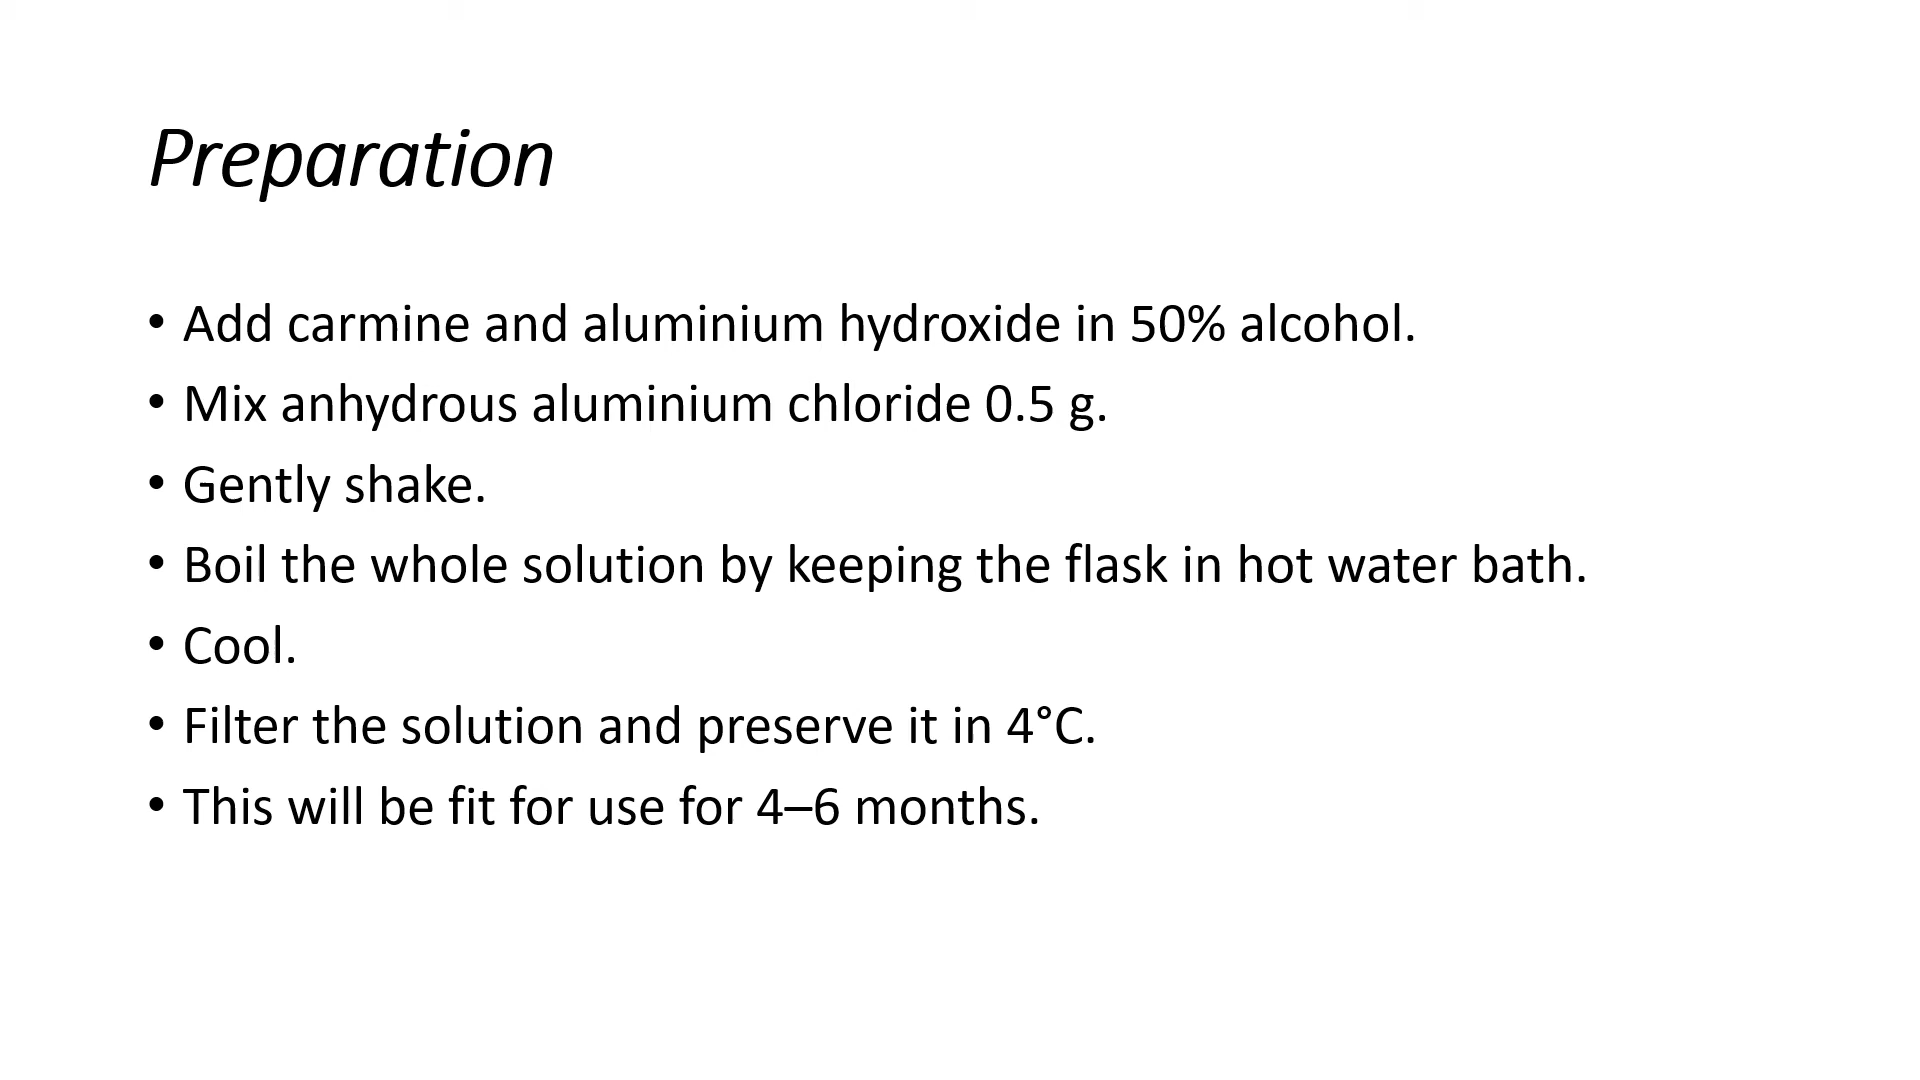 Preparation
• Add carmine and aluminium hydroxide in 50% alcohol.
• Mix anhydrous aluminium chloride 0.5 g.
• Gently shake.
• Boil the whole solution by keeping the flask in hot water bath.
• Cool.
• Filter the solution and preserve it in 4°C.
• This will be fit for use for 4–6 months.